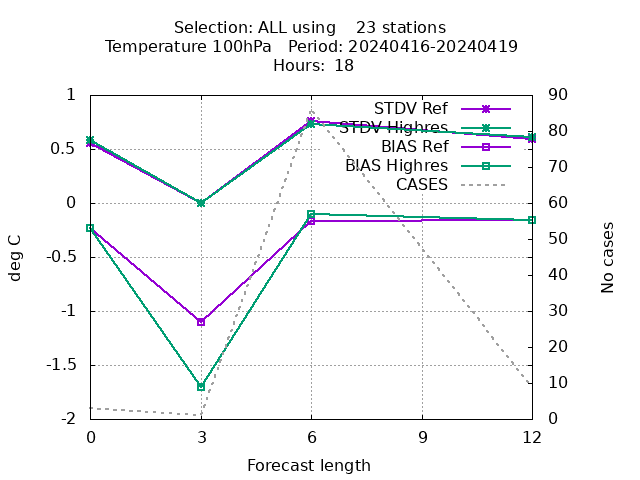 Selection: ALL using    23 stations
Temperature 100hPa   Period: 20240416-20240419
Hours:  18
STDV Ref
STDV Highres
BIAS Ref
BIAS Highres
CASES
1
0.5
0
-0.5
-1
-1.5
-2
deg C
90
80
70
60
50
40
30
20
10
0
No cases
0 3 6 9 12
Forecast length